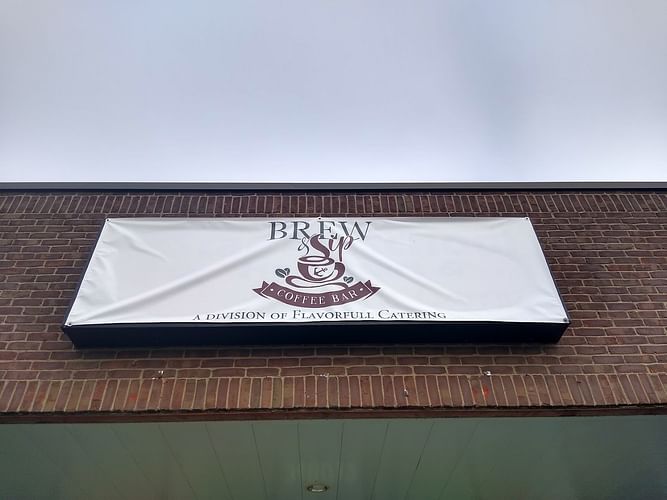 BREW
& Sip
COFFEE BAR
A DIVISION OF FLAVORFULL CATERING